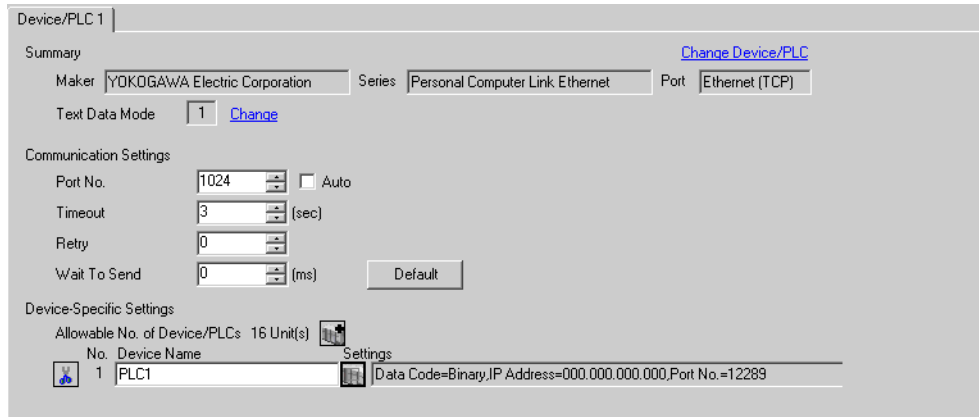 Device/PLC 1
Summary
Change Device/PLC
Maker YOKOGAWA Electric Corporation Series Personal Computer Link Ethernet Port Ethernet (TCP)
Text Data Mode 1 Change
Communication Settings
Port No. 1024 Auto
Timeout 3 (sec)
Retry 0
Wait To Send 0 (ms) Default
Device-Specific Settings
Allowable No. of Device/PLCs 16 Unit(s)
No. Device Name Settings
1 PLC1 Data Code=Binary,IP Address=000.000.000.000,Port No.=12289